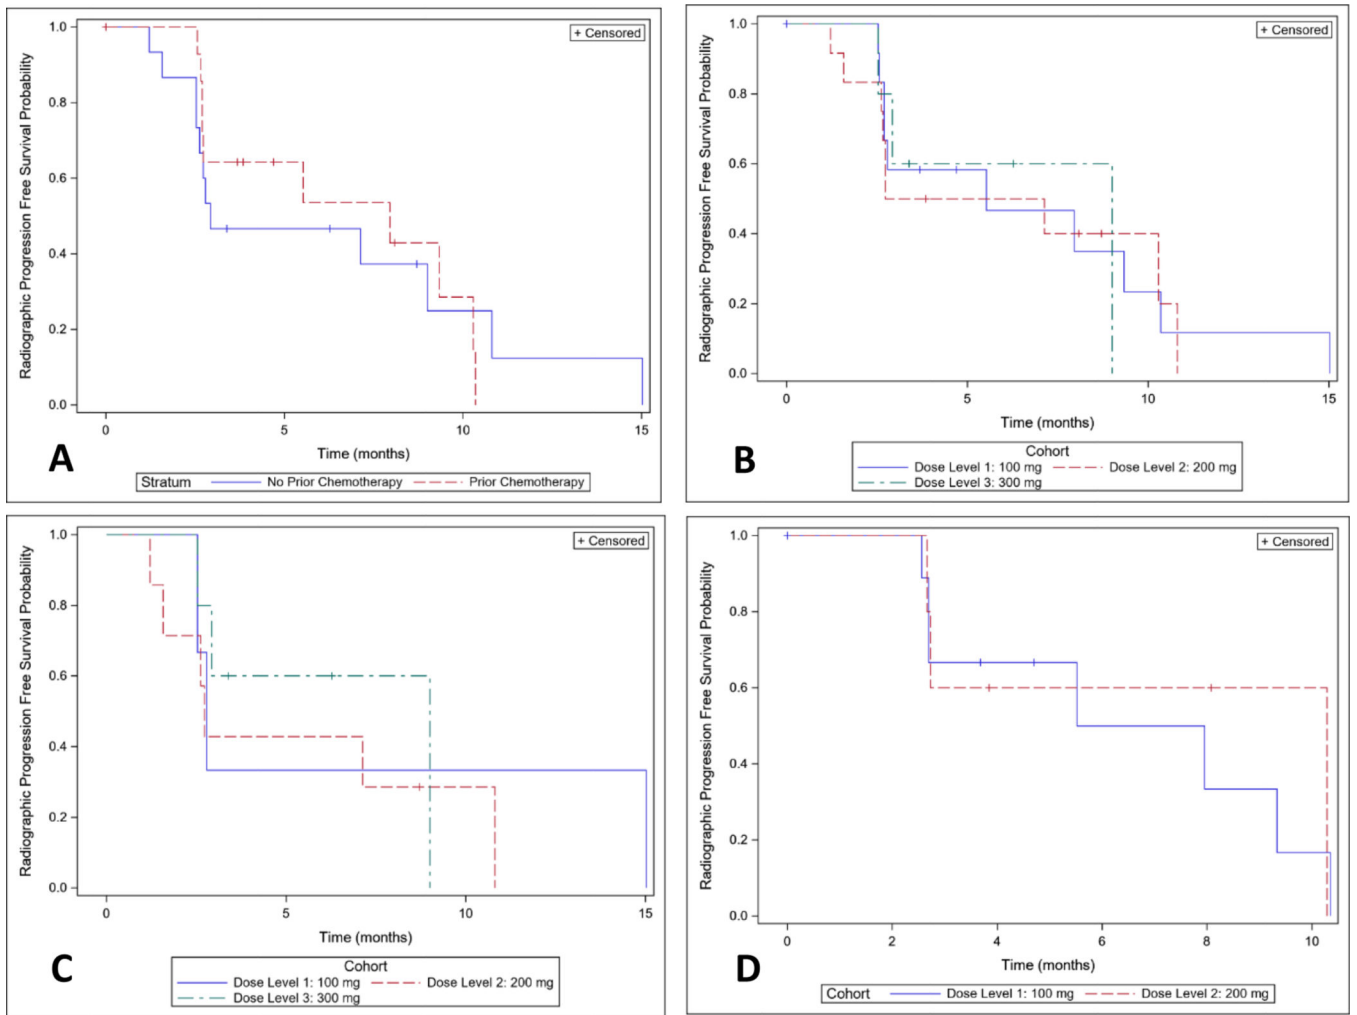 + Censored
Radiographic Progression Free Survival Probability
1.0
0.8
0.6
0.4
0.2
0.0
0 5 10 15
Time (months)
A
Stratum No Prior Chemotherapy Prior Chemotherapy
+ Censored
Radiographic Progression Free Survival Probability
1.0
0.8
0.6
0.4
0.2
0.0
0 5 10 15
Time (months)
B
Cohort
Dose Level 1: 100 mg Dose Level 2: 200 mg
Dose Level 3: 300 mg
+ Censored
Radiographic Progression Free Survival Probability
1.0
0.8
0.6
0.4
0.2
0.0
0 5 10 15
Time (months)
C
Cohort
Dose Level 1: 100 mg Dose Level 2: 200 mg
Dose Level 3: 300 mg
+ Censored
Radiographic Progression Free Survival Probability
1.0
0.8
0.6
0.4
0.2
0.0
0 2 4 6 8 10
Time (months)
D
Cohort Dose Level 1: 100 mg Dose Level 2: 200 mg